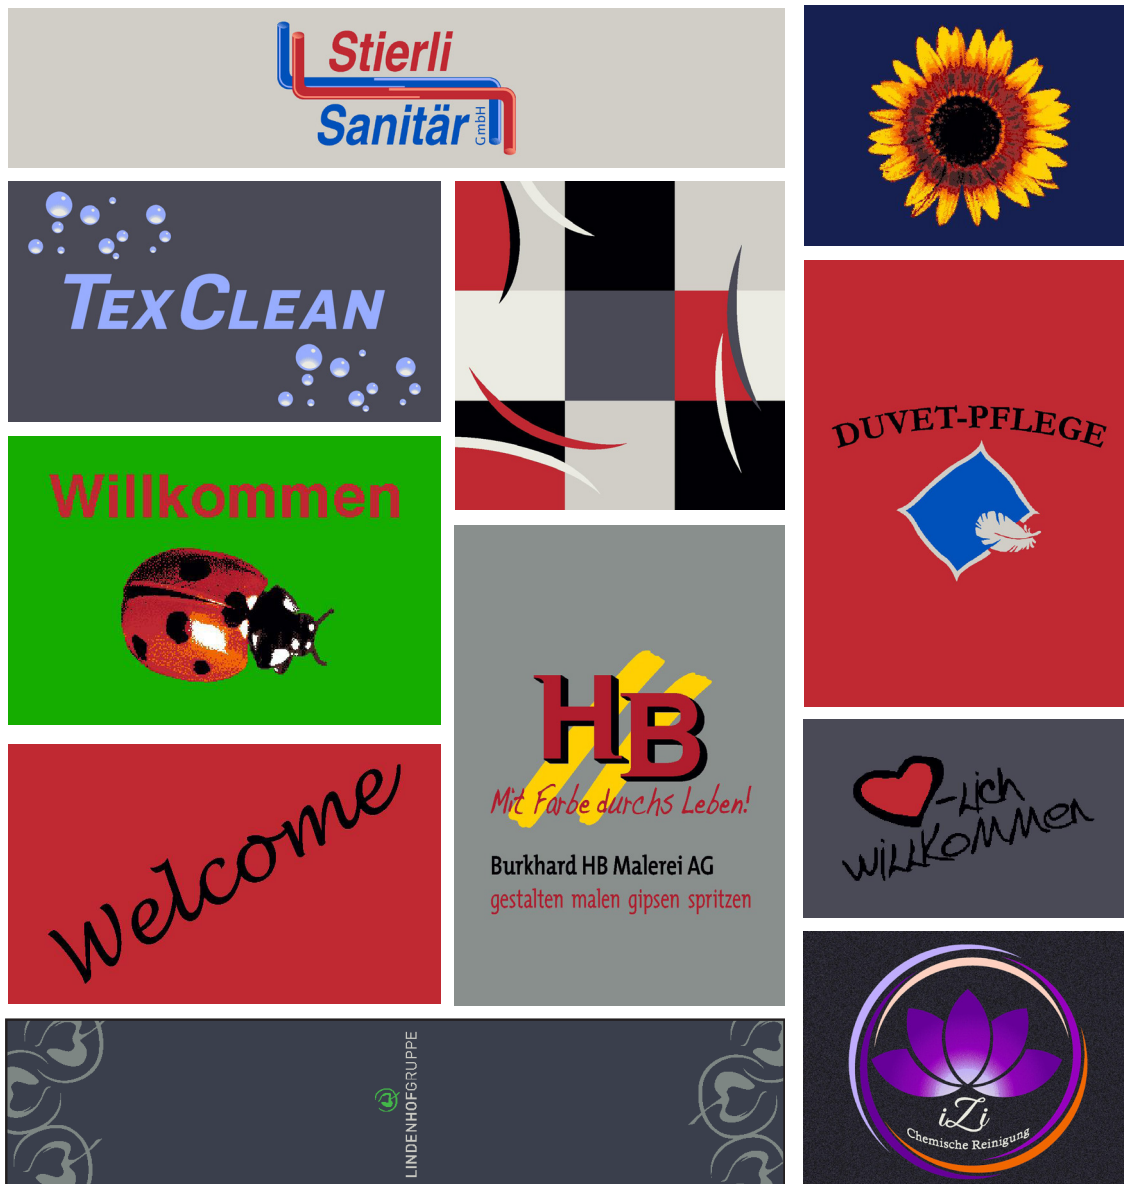 Stierli
Sanitär GmbH
TEXCLEAN
Willkommen
DUVET-PFLEGE
Mit Farbe durchs Leben!
HB
Burkhard HB Malerei AG
gestalten malen gipsen spritzen
Welcome
-lich
WILLKOMMEN
LINDENHOFGRUPPE
iZi
Chemische Reinigung